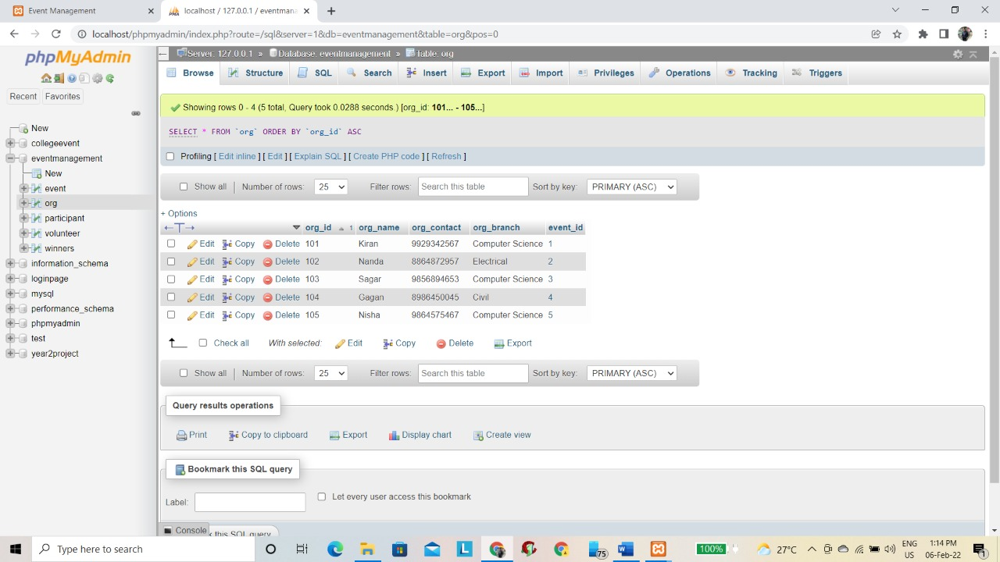 Event Management
localhost / 127.0.0.1 / eventmana
localhost/phpmyadmin/index.php?route=/sql&server=1&db=eventmanagement&table=org&pos=0
phpMyAdmin
Recent Favorites
New
collegeevent
eventmanagement
New
event
org
participant
volunteer
winners
information_schema
loginpage
mysql
performance_schema
phpmyadmin
test
year2project
Server: 127.0.0.1 » Database: eventmanagement » Table: org
Browse Structure SQL Search Insert Export Import Privileges Operations Tracking Triggers
Showing rows 0 - 4 (5 total, Query took 0.0288 seconds.) [org_id: 101... - 105...]
SELECT * FROM `org` ORDER BY `org_id` ASC
Profiling [ Edit inline ] [ Edit ] [ Explain SQL ] [ Create PHP code ] [ Refresh ]
Show all | Number of rows: 25 Filter rows: Search this table Sort by key: PRIMARY (ASC)
+ Options
←T→ org_id 1 org_name org_contact org_branch event_id
Edit Copy Delete 101 Kiran 9929342567 Computer Science 1
Edit Copy Delete 102 Nanda 8864872957 Electrical 2
Edit Copy Delete 103 Sagar 9856894653 Computer Science 3
Edit Copy Delete 104 Gagan 8986450045 Civil 4
Edit Copy Delete 105 Nisha 9864575467 Computer Science 5
Check all With selected: Edit Copy Delete Export
Show all | Number of rows: 25 Filter rows: Search this table Sort by key: PRIMARY (ASC)
Query results operations
Print Copy to clipboard Export Display chart Create view
Bookmark this SQL query
Label: Let every user access this bookmark
Console k this SQL query
Type here to search
L
75
W
100%
27°C
ENG
US
1:14 PM
06-Feb-22
1